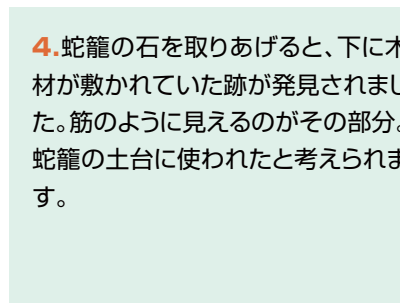 4.蛇籠の石を取りあげると、下に木
材が敷かれていた跡が発見されまし
た。筋のように見えるのがその部分。
蛇籠の土台に使われたと考えられま
す。